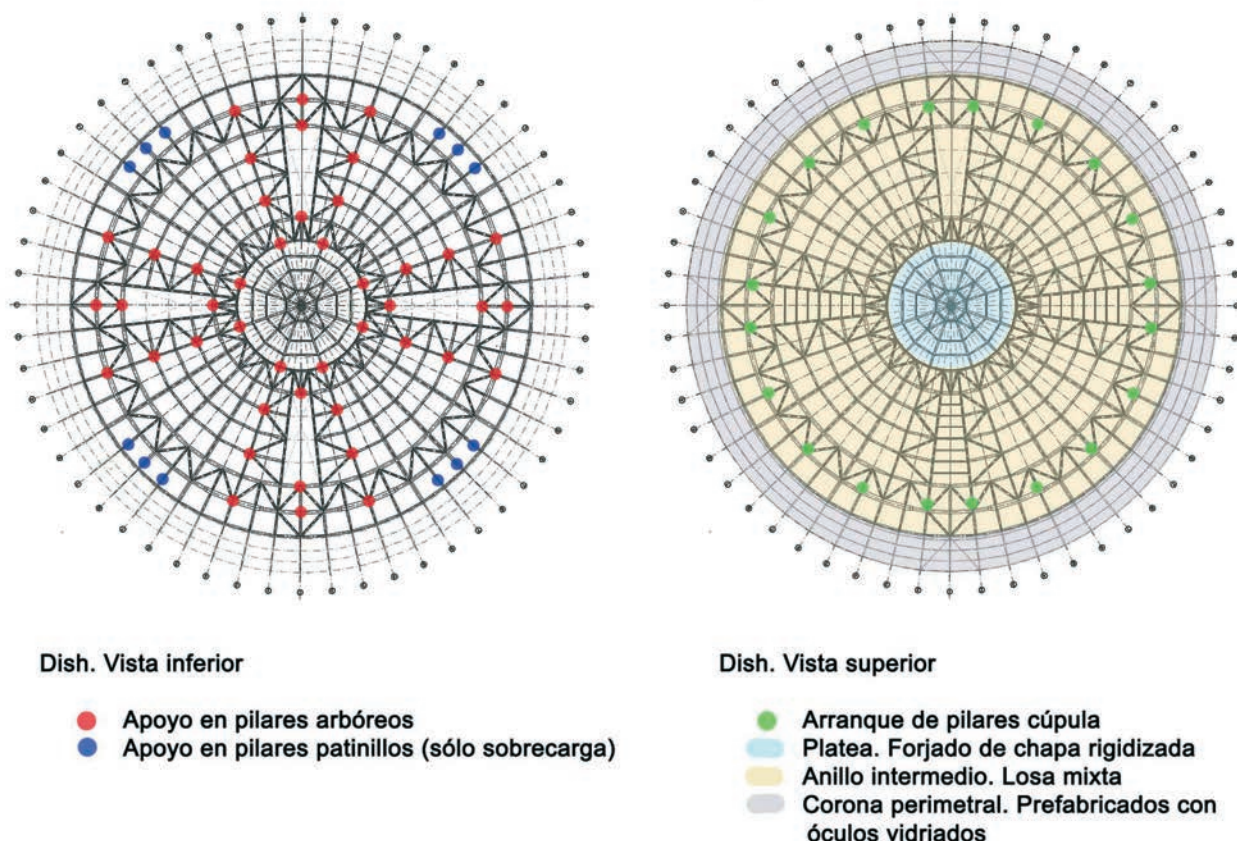 Dish. Vista inferior
Apoyo en pilares arbóreos
Apoyo en pilares patinillos (sólo sobrecarga)
Dish. Vista superior
Arranque de pilares cúpula
Platea. Forjado de chapa rigidizada
Anillo intermedio. Losa mixta
Corona perimetral. Prefabricados con
óculos vidriados